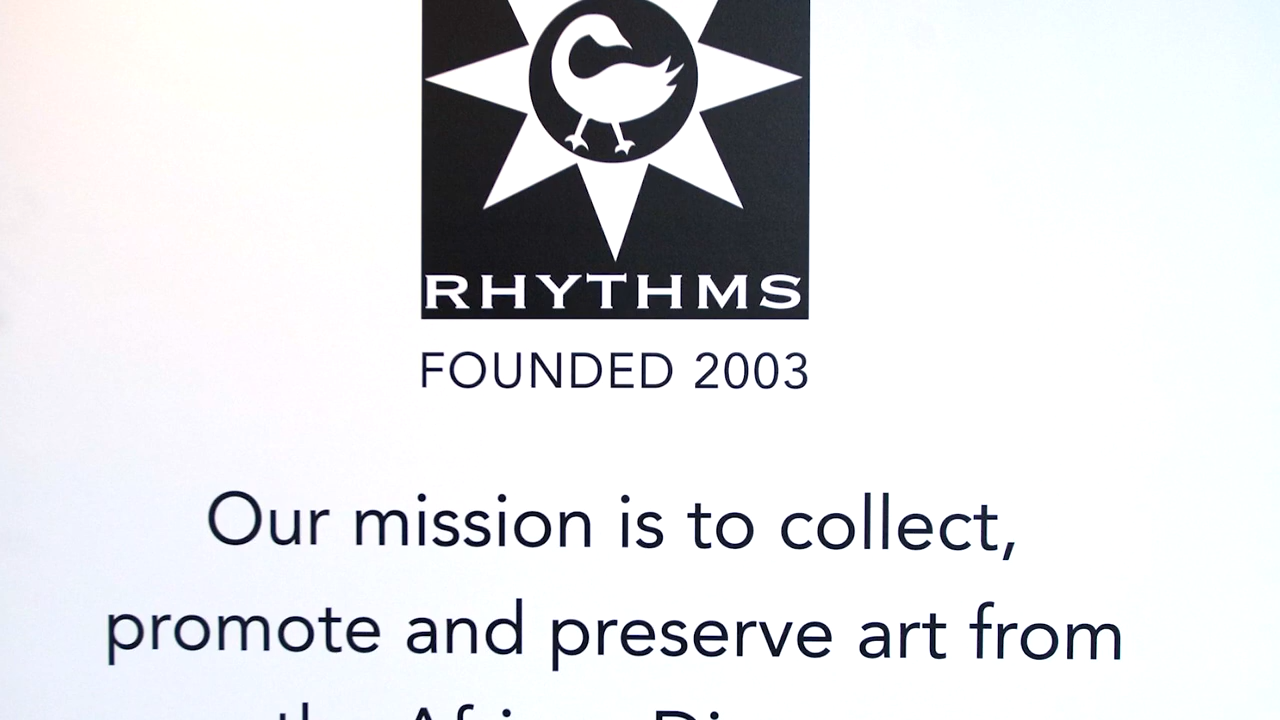 RHYTHMS
FOUNDED 2003
Our mission is to collect,
promote and preserve art from